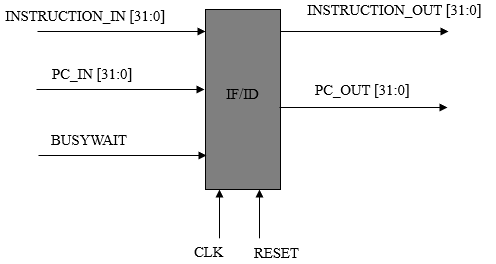 INSTRUCTION_IN [31:0]
INSTRUCTION_OUT [31:0]
PC_IN [31:0]
IF/ID
PC_OUT [31:0]
BUSYWAIT
CLK
RESET